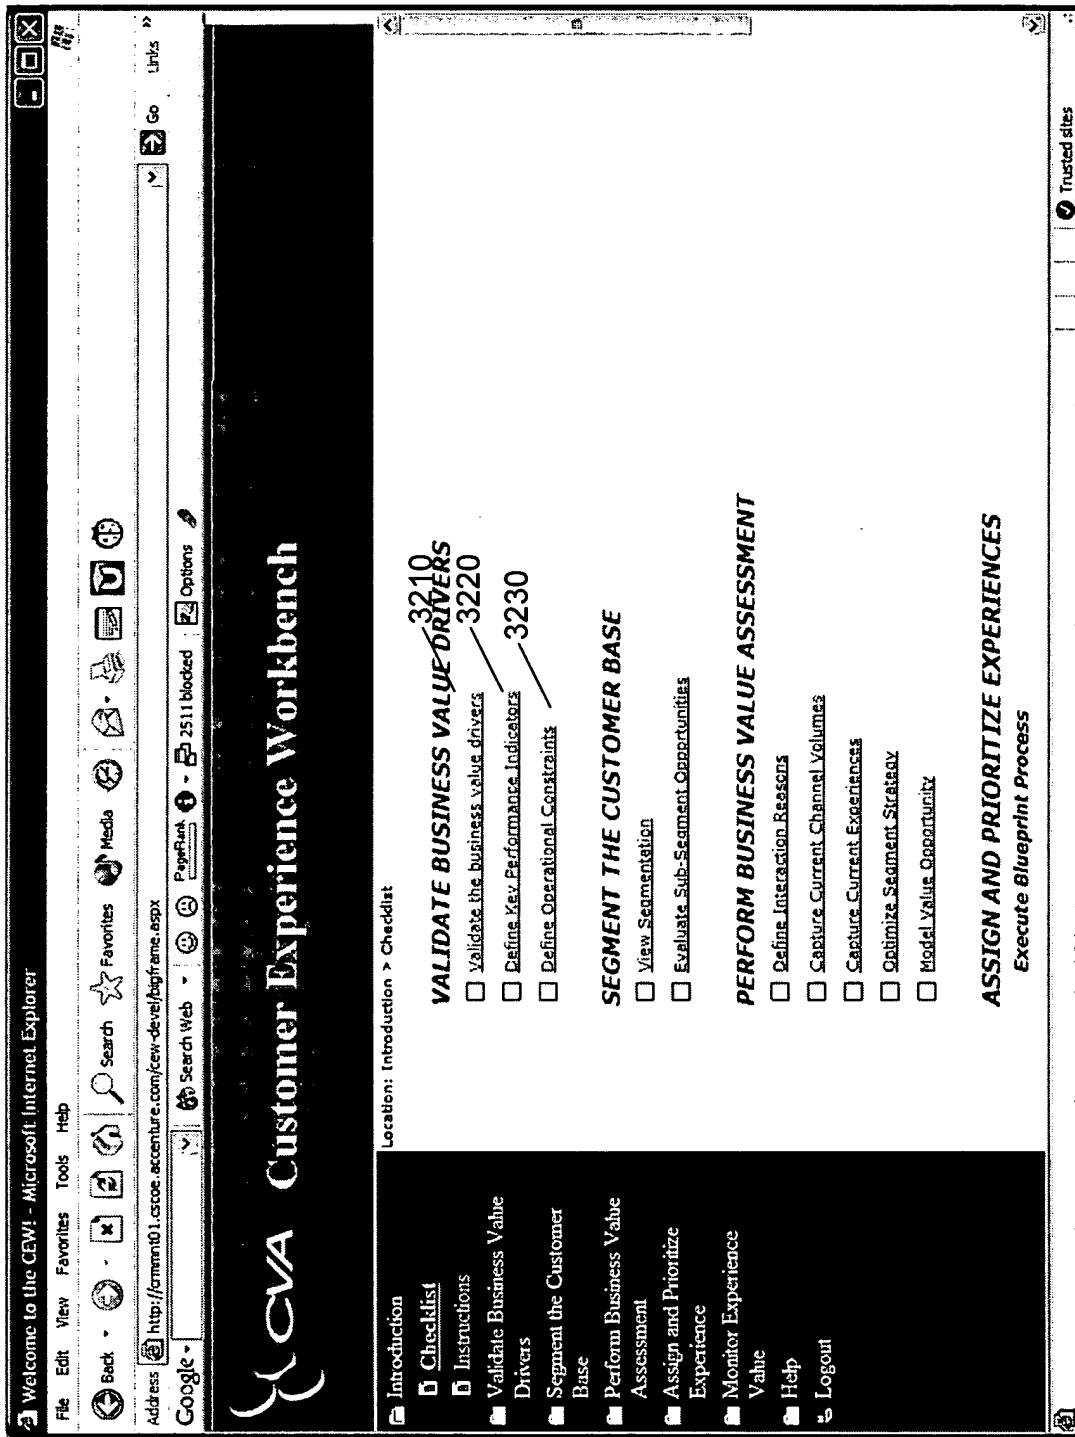 Welcome to the CEW! - Microsoft Internet Explorer
File Edit View Favorites Tools Help
Back Search Favorites Media
Address http://crmmnt01.cscoe.accenture.com/cew-devel/bigframe.aspx Go Links »
Google Search Web PageRank 2511 blocked Options
CVA Customer Experience Workbench
Introduction
Checklist
Instructions
Validate Business Value
Drivers
Segment the Customer
Base
Perform Business Value
Assessment
Assign and Prioritize
Experience
Monitor Experience
Value
Help
Logout
Location: Introduction > Checklist
VALIDATE BUSINESS VALUE DRIVERS
3210
Validate the business value drivers
3220
Define Key Performance Indicators
3230
Define Operational Constraints
SEGMENT THE CUSTOMER BASE
View Segmentation
Evaluate Sub-Segment Opportunities
PERFORM BUSINESS VALUE ASSESSMENT
Define Interaction Reasons
Capture Current Channel Volumes
Capture Current Experiences
Optimize Segment Strategy
Model Value Opportunity
ASSIGN AND PRIORITIZE EXPERIENCES
Execute Blueprint Process
Trusted sites